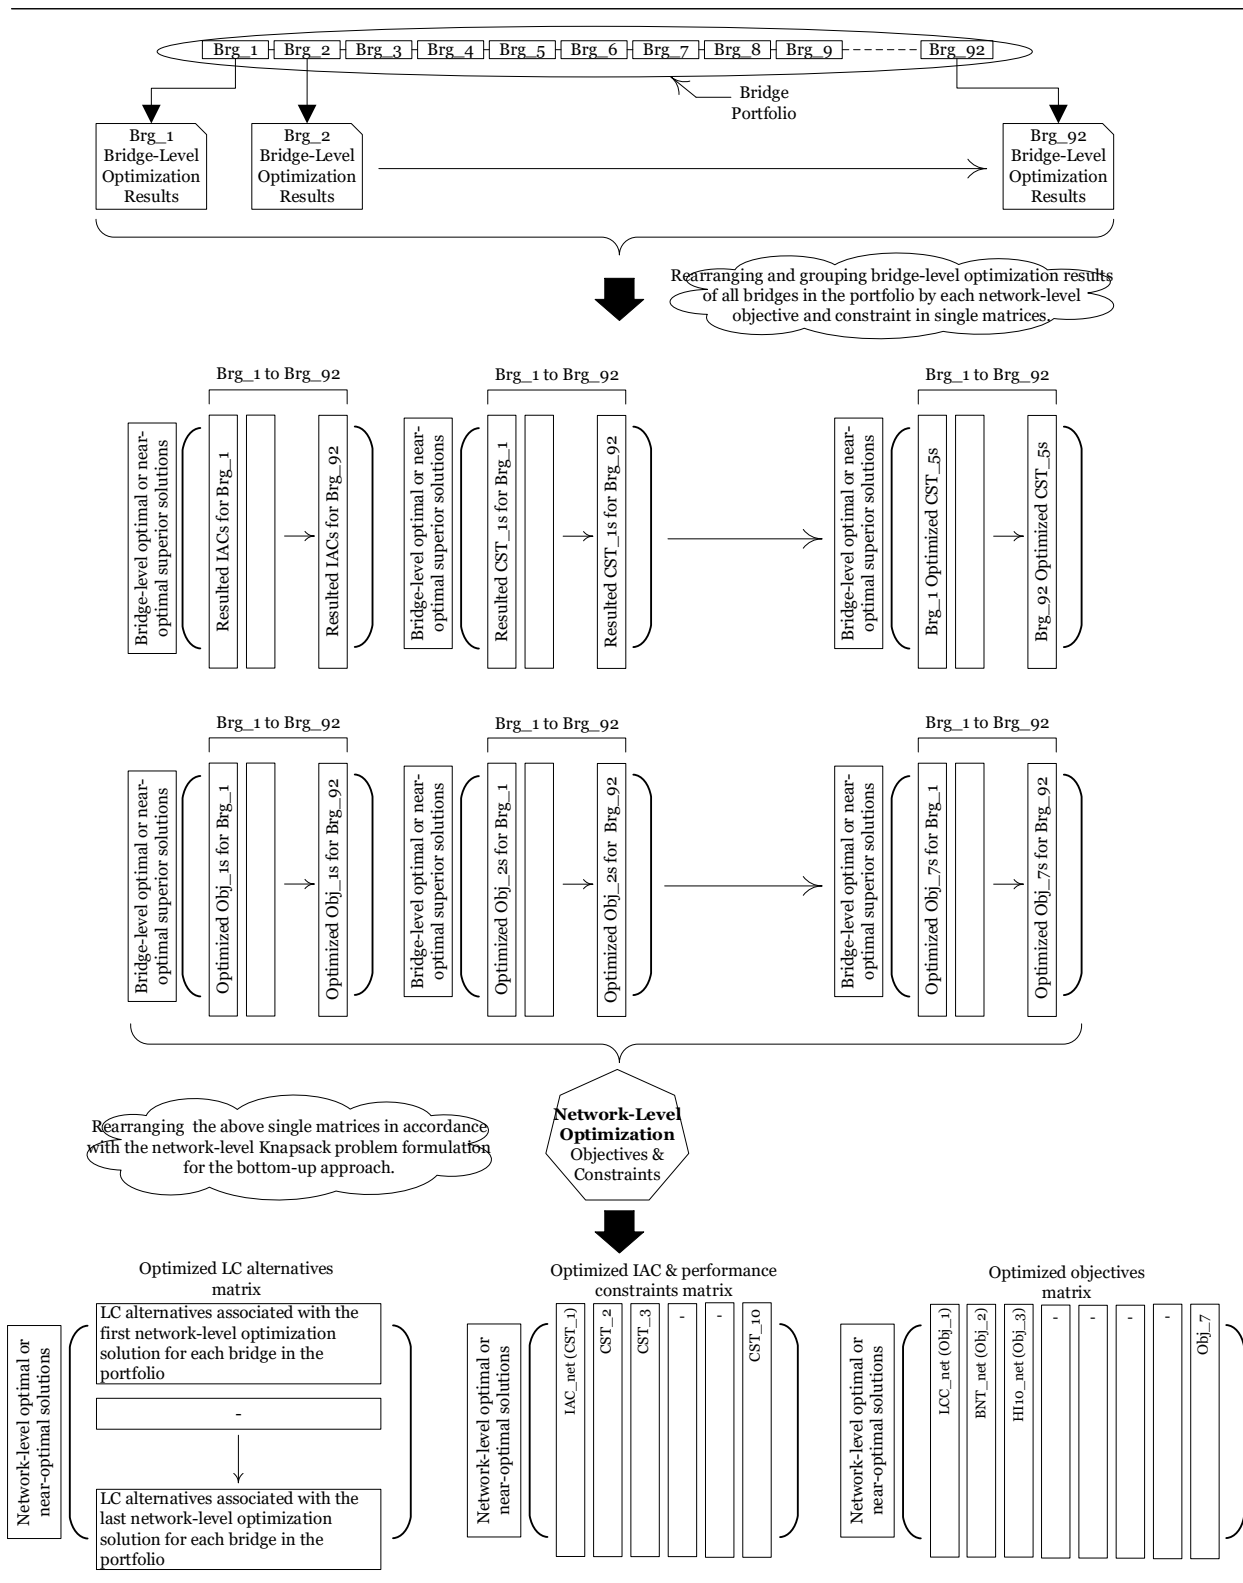 Brg_1 Brg_2 Brg_3 Brg_4 Brg_5 Brg_6 Brg_7 Brg_8 Brg_9 Brg_92
Bridge
Portfolio
Brg_1
Bridge-Level
Optimization
Results
Brg_2
Bridge-Level
Optimization
Results
Brg_92
Bridge-Level
Optimization
Results
Rearranging and grouping bridge-level optimization results
of all bridges in the portfolio by each network-level
objective and constraint in single matrices.
Brg_1 to Brg_92
Bridge-level optimal or near-
optimal superior solutions
Resulted IACs for Brg_1
Resulted IACs for Brg_92
Brg_1 to Brg_92
Bridge-level optimal or near-
optimal superior solutions
Resulted CST_1s for Brg_1
Resulted CST_1s for Brg_92
Brg_1 to Brg_92
Bridge-level optimal or near-
optimal superior solutions
Brg_1 Optimized CST_5s
Brg_92 Optimized CST_5s
Brg_1 to Brg_92
Bridge-level optimal or near-
optimal superior solutions
Optimized Obj_1s for Brg_1
Optimized Obj_1s for Brg_92
Brg_1 to Brg_92
Bridge-level optimal or near-
optimal superior solutions
Optimized Obj_2s for Brg_1
Optimized Obj_2s for Brg_92
Brg_1 to Brg_92
Bridge-level optimal or near-
optimal superior solutions
Optimized Obj_7s for Brg_1
Optimized Obj_7s for Brg_92
Rearranging the above single matrices in accordance
with the network-level Knapsack problem formulation
for the bottom-up approach.
Network-Level
Optimization
Objectives &
Constraints
Optimized LC alternatives
matrix
Network-level optimal or
near-optimal solutions
LC alternatives associated with the
first network-level optimization
solution for each bridge in the
portfolio
-
LC alternatives associated with the
last network-level optimization
solution for each bridge in the
portfolio
Optimized IAC & performance
constraints matrix
Network-level optimal or
near-optimal solutions
IAC_net (CST_1)
CST_2
CST_3
-
-
CST_10
Optimized objectives
matrix
Network-level optimal or
near-optimal solutions
LCC_net (Obj_1)
BNT_net (Obj_2)
HI10_net (Obj_3)
-
-
-
-
Obj_7